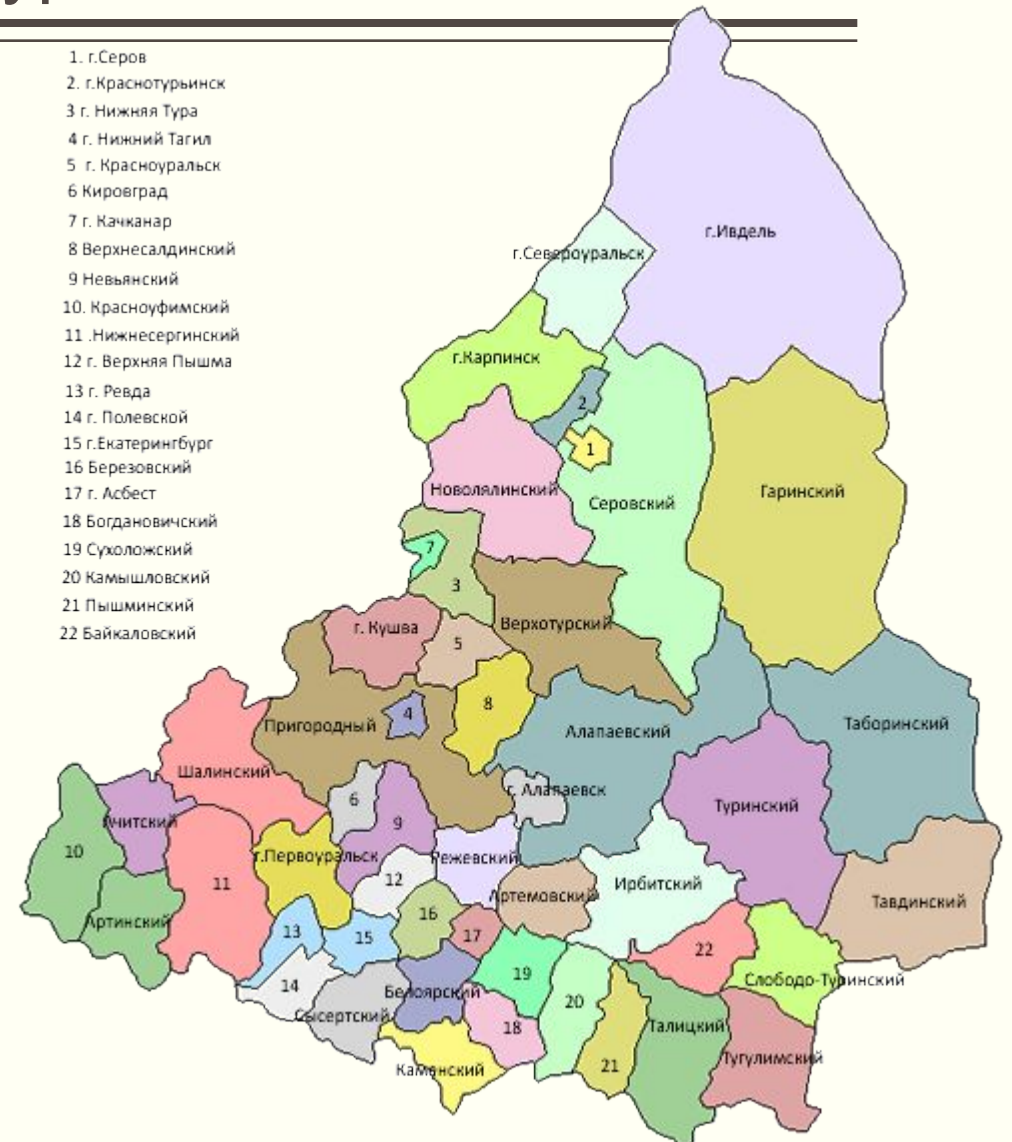 1. г.Серов
2. г.Краснотурьинск
3 г. Нижняя Тура
4 г. Нижний Тагил
5 г. Красноуральск
6 Кировград
7 г. Качканар
8 Верхнесалдинский
9 Невьянский
10. Красноуфимский
11 .Нижнесергинский
12 г. Верхняя Пышма
13 г. Ревда
14 г. Полевской
15 г.Екатеринбург
16 Березовский
17 г. Асбест
18 Богдановичский
19 Сухоложский
20 Камышловский
21 Пышминский
22 Байкаловский
г.Ивдель
г.Североуральск
г.Карпинск
2
1
Новолялинский
Серовский
Гаринский
7
3
г. Кушва
5
Верхотурский
8
4
Пригородный
Алапаевский
Таборинский
Шалинский
г. Алапаевск
6
Туринский
9
Ачитский
10
г.Первоуральск
Режевский
11
12
Ирбитский
Артемовский
Тавдинский
Артинский
16
13
15
17
22
19
Слободо-Туринский
14
Белоярский
20
Сысертский
18
Талицкий
Каменский
21
Тугулимский